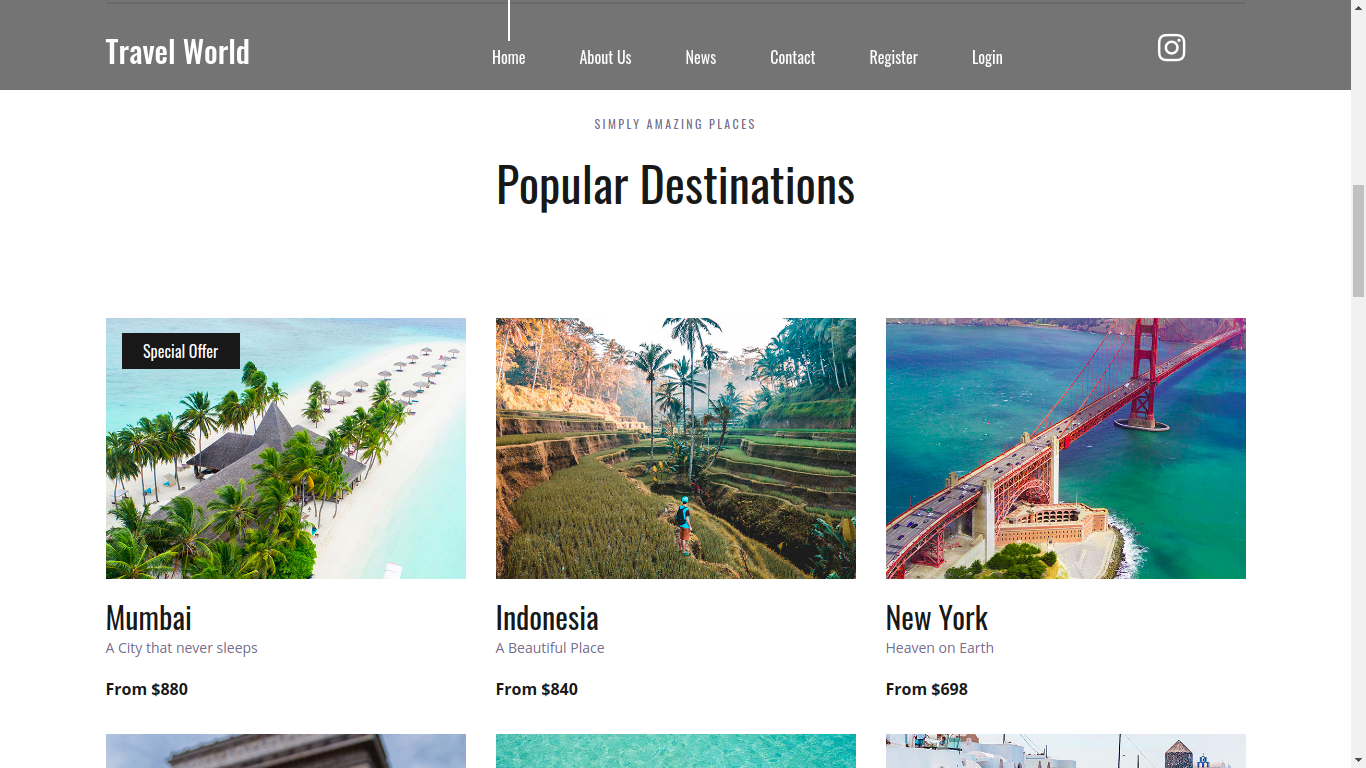 Travel World
Home
About Us
News
Contact
Register
Login
SIMPLY AMAZING PLACES
Popular Destinations
Special Offer
Mumbai
A City that never sleeps
From $880
Indonesia
A Beautiful Place
From $840
New York
Heaven on Earth
From $698